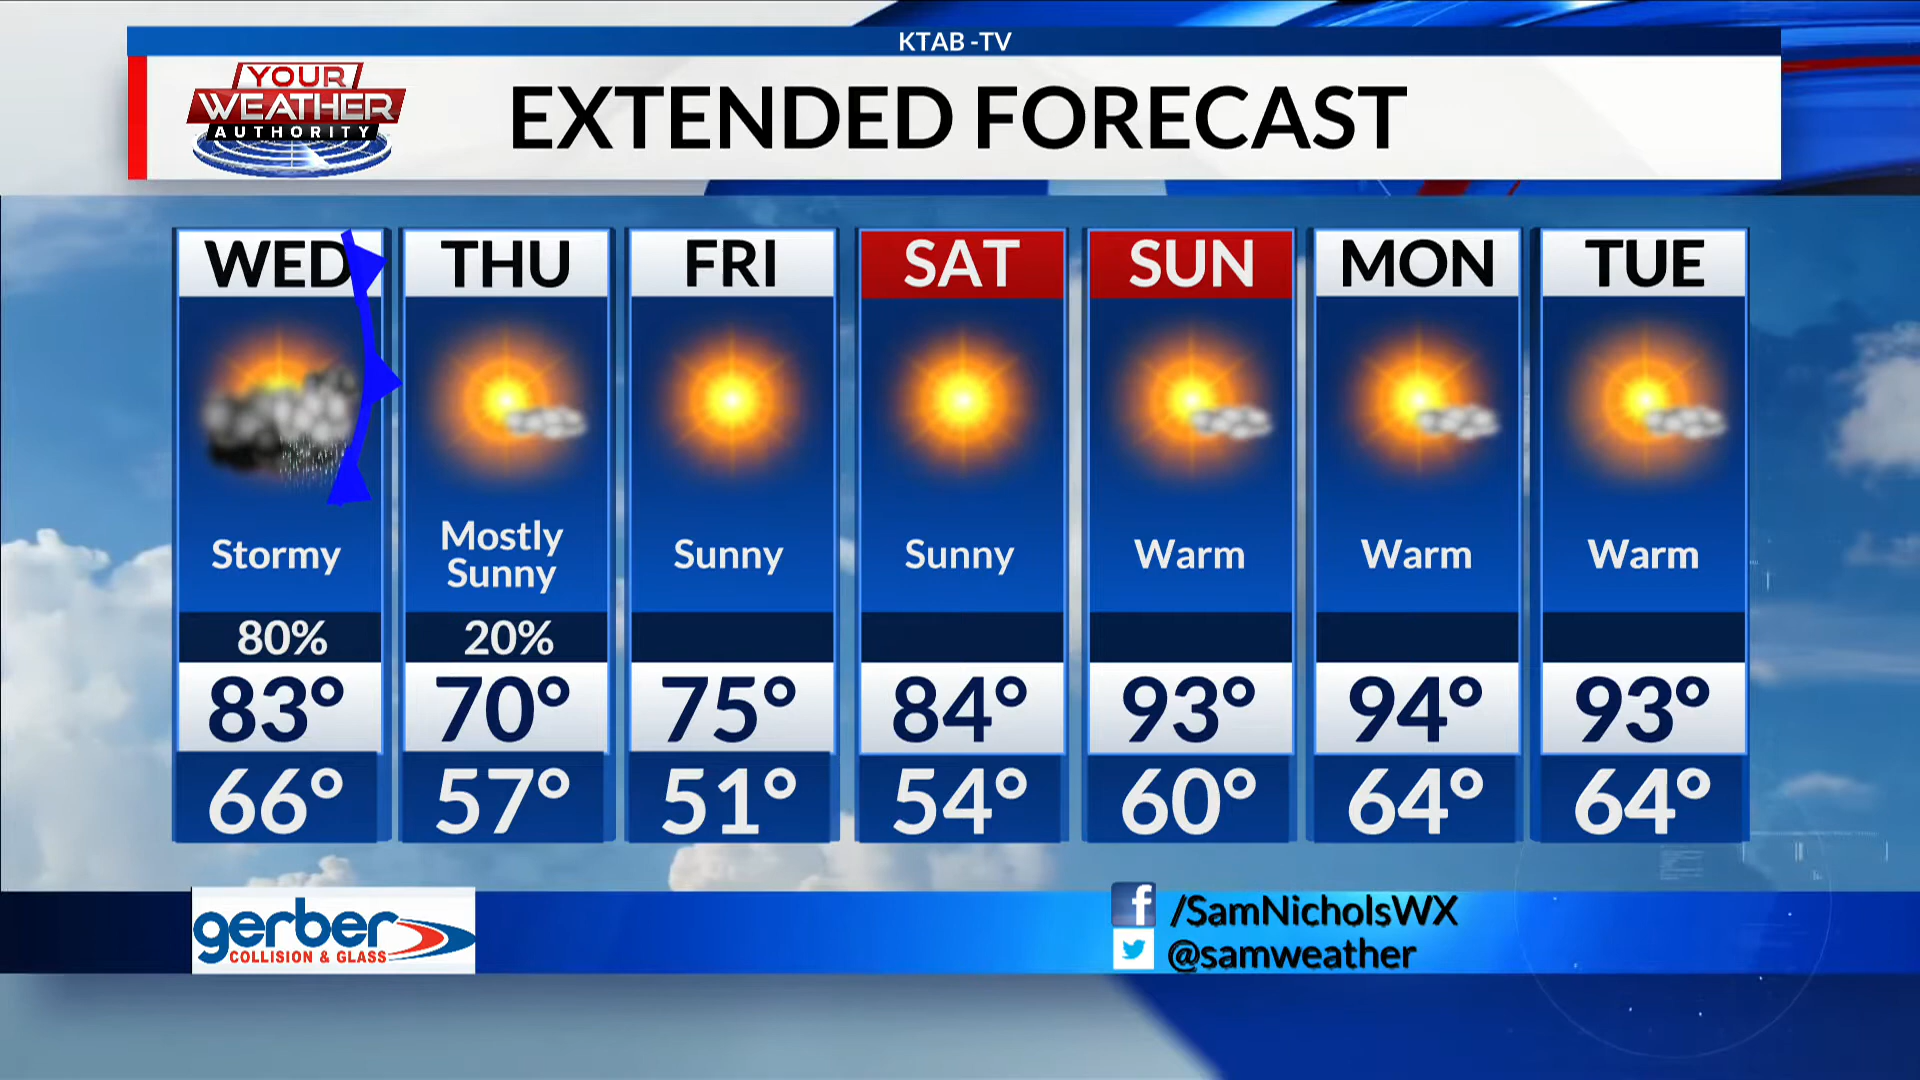 KTAB -TV
YOUR
WEATHER
AUTHORITY
EXTENDED FORECAST
WED THU FRI SAT SUN MON TUE
Stormy Mostly Sunny Sunny Sunny Warm Warm Warm
80% 20%
83° 70° 75° 84° 93° 94° 93°
66° 57° 51° 54° 60° 64° 64°
gerber
COLLISION & GLASS
f /SamNicholsWX
@samweather